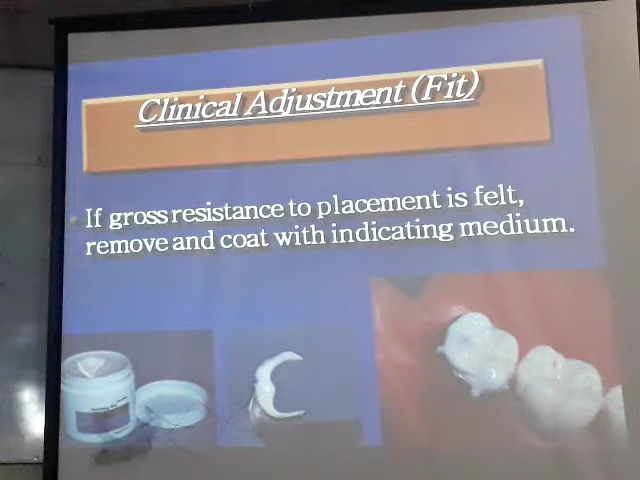 Clinical Adjustment (Fit)
If gross resistance to placement is felt,
remove and coat with indicating medium.